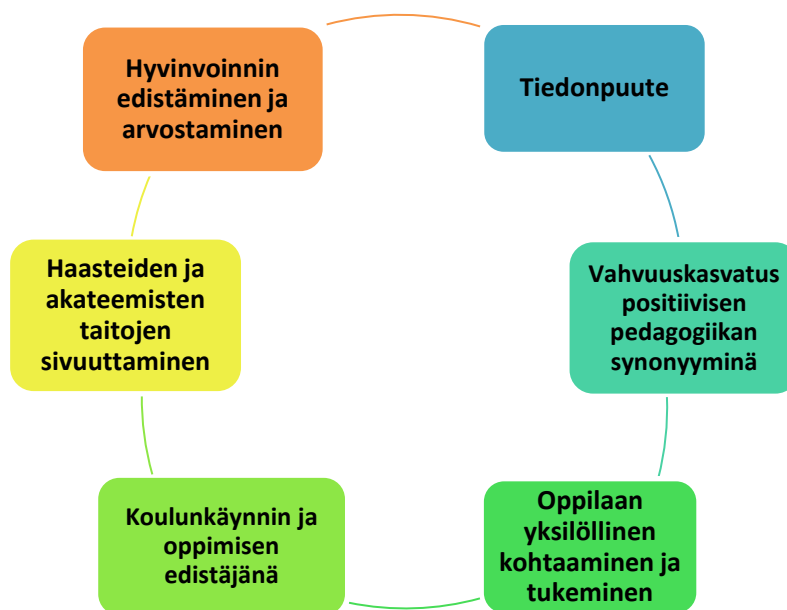 Hyvinvoinnin
edistäminen ja
arvostaminen
Tiedonpuute
Haasteiden ja
akateemisten
taitojen
sivuuttaminen
Vahvuuskasvatus
positiivisen
pedagogiikan
synonyyminä
Koulunkäynnin ja
oppimisen
edistäjänä
Oppilaan
yksilöllinen
kohtaaminen ja
tukeminen